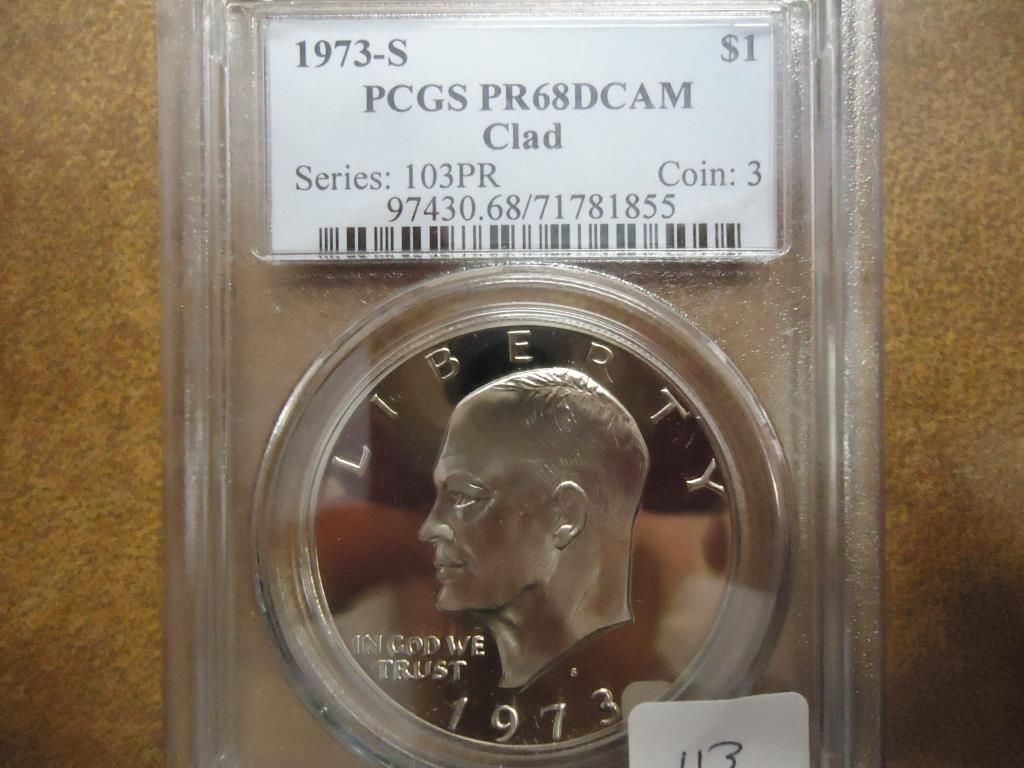 1973-S $1
PCGS PR68DCAM
Clad
Series: 103PR Coin: 3
97430.68/71781855
LIBERTY
IN GOD WE
TRUST
S
1973
113